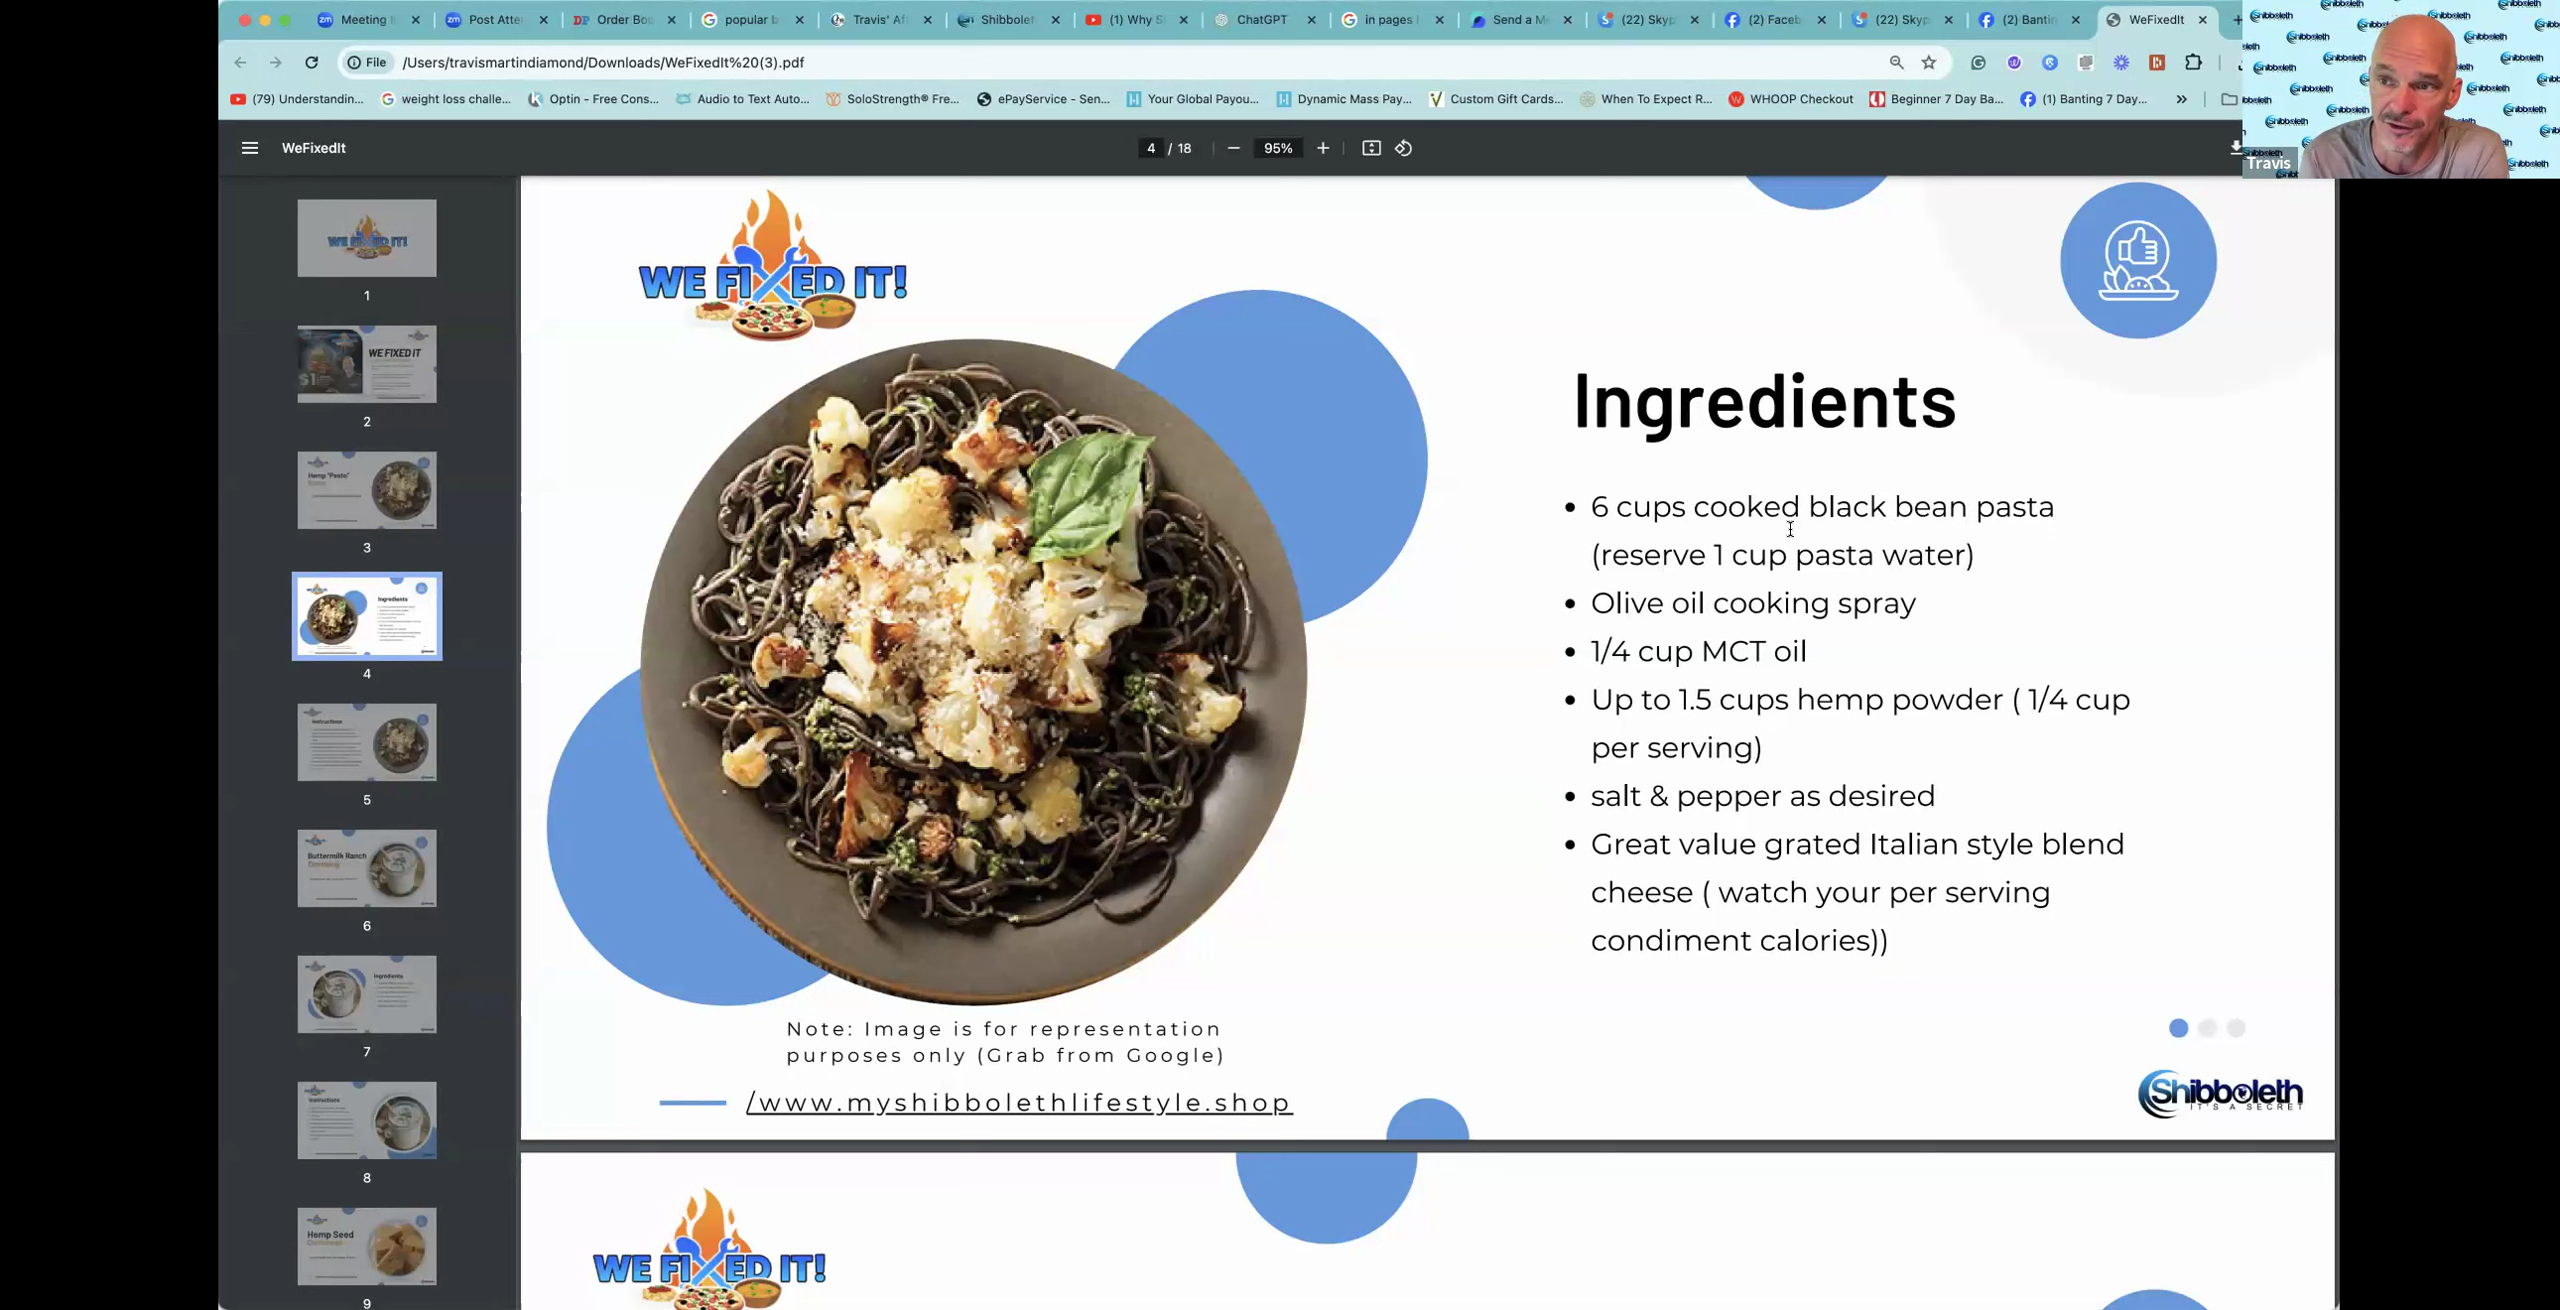 Meeting
Post Atte
Order Bo
popular b
Travis' Af
Shibbolet
(1) Why S
ChatGPT
in pages
Send a M
(22) Skyp
(2) Faceb
(22) Skyp
(2) Bantin
WeFixedIt
File
/Users/travismartindiamond/Downloads/WeFixedIt%20(3).pdf
(79) Understandin...
weight loss challe...
Optin - Free Cons...
Audio to Text Auto...
SoloStrength® Fre...
ePayService - Sen...
Your Global Payou...
Dynamic Mass Pay...
Custom Gift Cards...
When To Expect R...
WHOOP Checkout
Beginner 7 Day Ba...
(1) Banting 7 Day...
Travis
WeFixedIt
4 / 18
95%
1
WE FIXED IT
2
Hemp "Pesto"
3
Ingredients
4
Instructions
5
Buttermilk Ranch
6
Ingredients
7
Instructions
8
Hemp Seed
9
WE FIXED IT!
Ingredients
• 6 cups cooked black bean pasta
(reserve 1 cup pasta water)
• Olive oil cooking spray
• 1/4 cup MCT oil
• Up to 1.5 cups hemp powder ( 1/4 cup
per serving)
• salt & pepper as desired
• Great value grated Italian style blend
cheese ( watch your per serving
condiment calories))
Note: Image is for representation
purposes only (Grab from Google)
/www.myshibbolethlifestyle.shop
Shibboleth
IT'S A SECRET
WE FIXED IT!